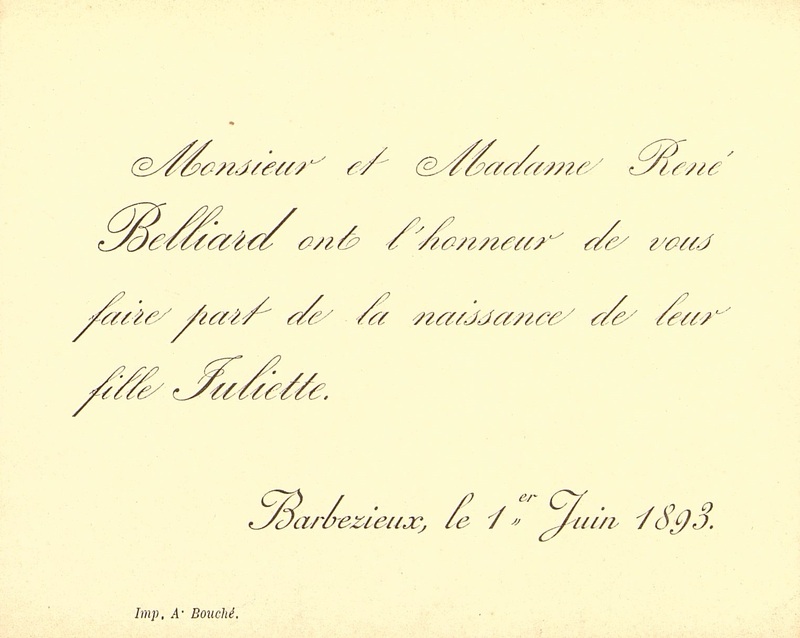 Monsieur et Madame René
Belliard ont l'honneur de vous
faire part de la naissance de leur
fille Juliette.
Barbezieux, le 1er Juin 1893.
Imp. A. Bouché.